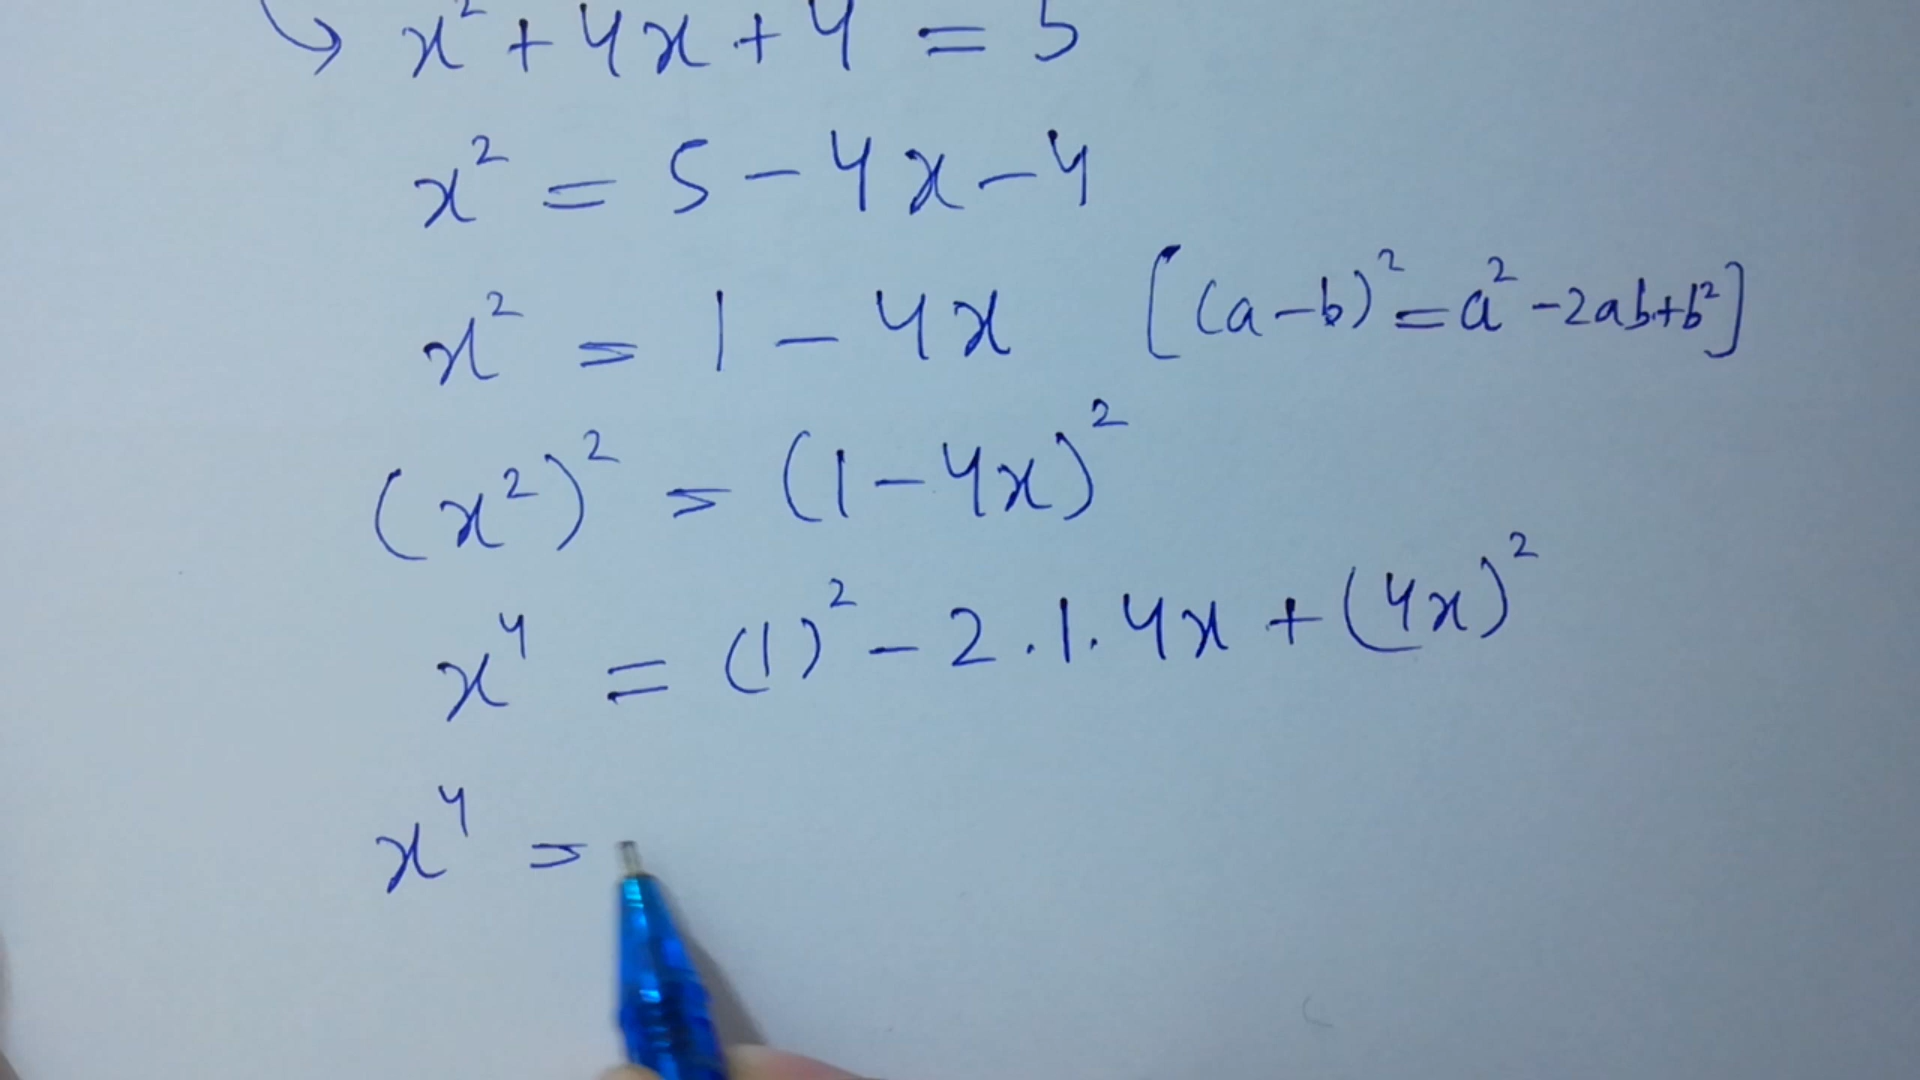 x² + 4x + 4 = 5
x² = 5 - 4x - 4
x² = 1 - 4x [(a-b)² = a² - 2ab + b²]
(x²)² = (1 - 4x)²
x⁴ = (1)² - 2 . 1 . 4x + (4x)²
x⁴ =